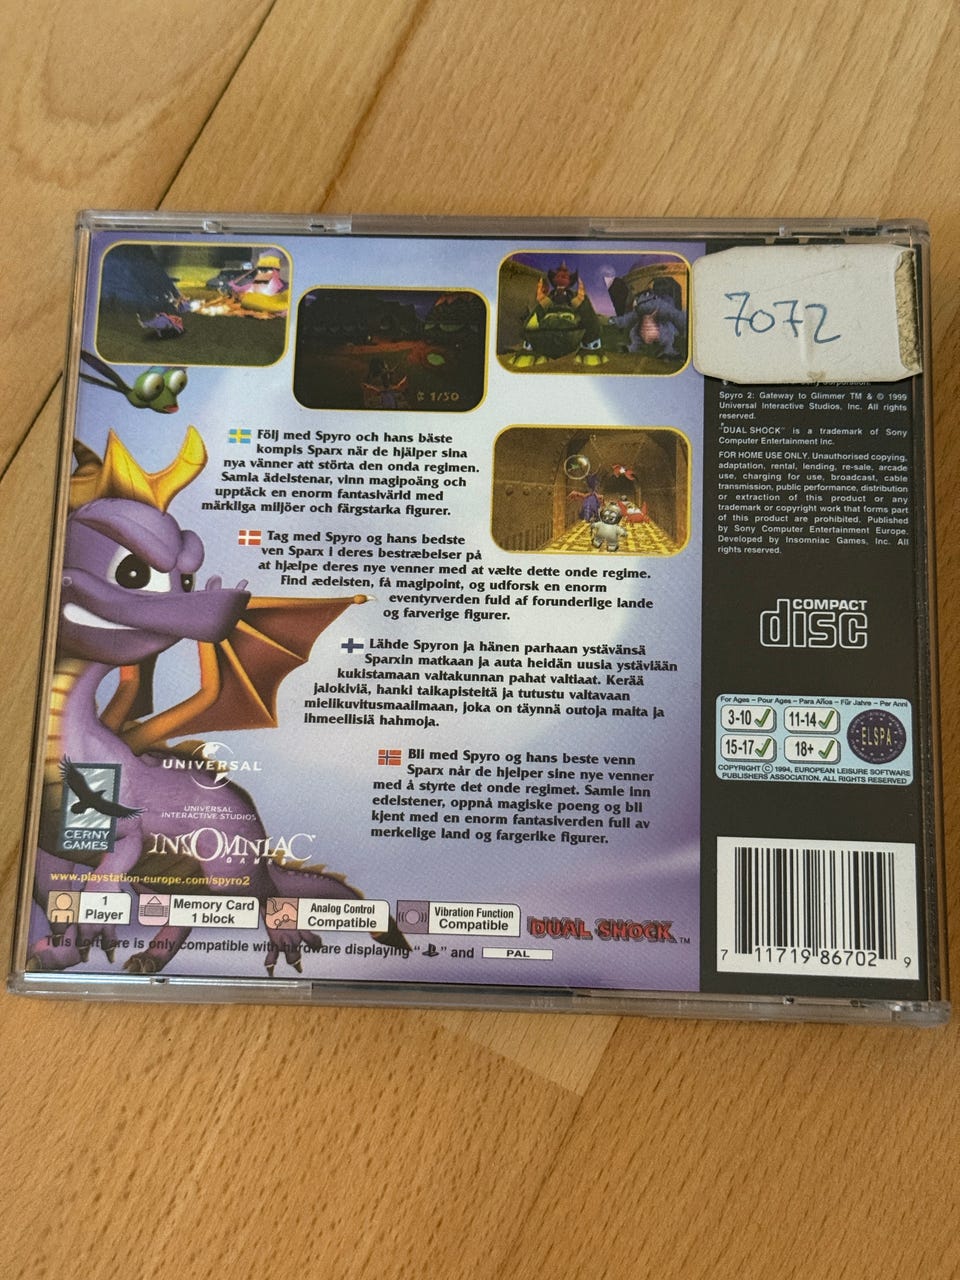 7072
¢ 1/50
Följ med Spyro och hans bäste
kompis Sparx när de hjälper sina
nya vänner att störta den onda regimen.
Samla ädelstenar, vinn magipoäng och
upptäck en enorm fantasivärld med
märkliga miljöer och färgstarka figurer.
Tag med Spyro og hans bedste
ven Sparx i deres bestræbelser på
at hjælpe deres nye venner med at vælte dette onde regime.
Find ædelsten, få magipoint, og udforsk en enorm
eventyrverden fuld af forunderlige lande
og farverige figurer.
Lähde Spyron ja hänen parhaan ystävänsä
Sparxin matkaan ja auta heidän uusia ystäviään
kukistamaan valtakunnan pahat valtiaat. Kerää
jalokiviä, hanki taikapisteitä ja tutustu valtavaan
mielikuvitusmaailmaan, joka on täynnä outoja maita ja
ihmeellisiä hahmoja.
Bli med Spyro og hans beste venn
Sparx når de hjelper sine nye venner
med å styrte det onde regimet. Samle inn
edelstener, oppnå magiske poeng og bli
kjent med en enorm fantasiverden full av
merkelige land og fargerike figurer.
UNIVERSAL
UNIVERSAL
INTERACTIVE STUDIOS
CERNY
GAMES
INSOMNIAC
GAMES
www.playstation-europe.com/spyro2
1
Player
Memory Card
1 block
Analog Control
Compatible
Vibration Function
Compatible
DUAL SHOCK™
This software is only compatible with hardware displaying " " and PAL
Sony Corporation.
Spyro 2: Gateway to Glimmer TM & © 1999
Universal Interactive Studios, Inc. All rights
reserved.
"DUAL SHOCK" is a trademark of Sony
Computer Entertainment Inc.
FOR HOME USE ONLY. Unauthorised copying,
adaptation, rental, lending, re-sale, arcade
use, charging for use, broadcast, cable
transmission, public performance, distribution
or extraction of this product or any
trademark or copyright work that forms part
of this product are prohibited. Published
by Sony Computer Entertainment Europe.
Developed by Insomniac Games, Inc. All
rights reserved.
COMPACT
disc
For Ages - Pour Ages - Para Años - Für Jahre - Per Anni
3-10 11-14
15-17 18+
ELSPA
COPYRIGHT © 1994, EUROPEAN LEISURE SOFTWARE
PUBLISHERS ASSOCIATION. ALL RIGHTS RESERVED
7 11719 86702 9